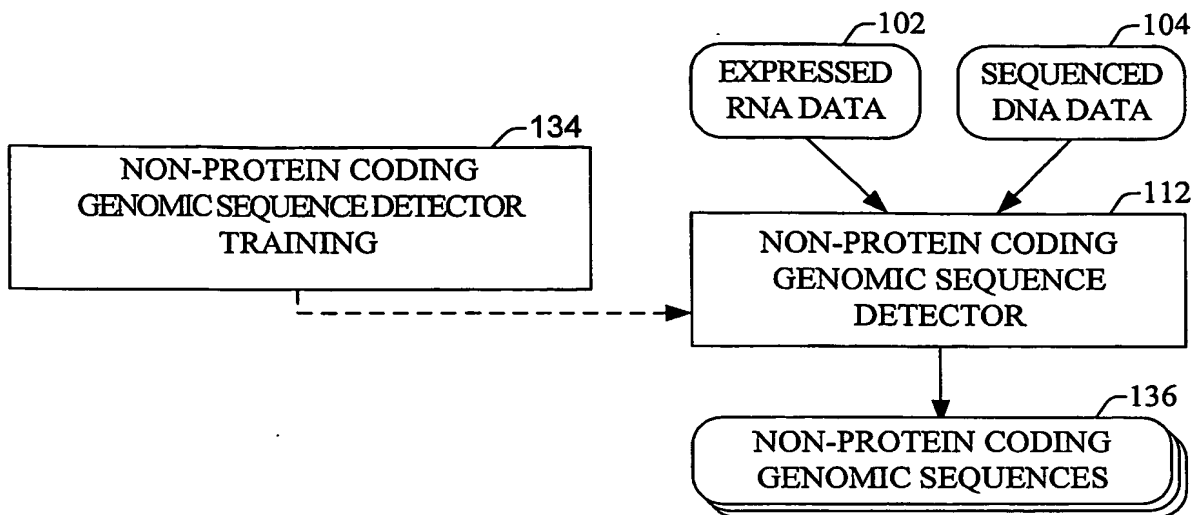 102
104
EXPRESSED
RNA DATA
SEQUENCED
DNA DATA
134
NON-PROTEIN CODING
GENOMIC SEQUENCE DETECTOR
TRAINING
112
NON-PROTEIN CODING
GENOMIC SEQUENCE
DETECTOR
136
NON-PROTEIN CODING
GENOMIC SEQUENCES